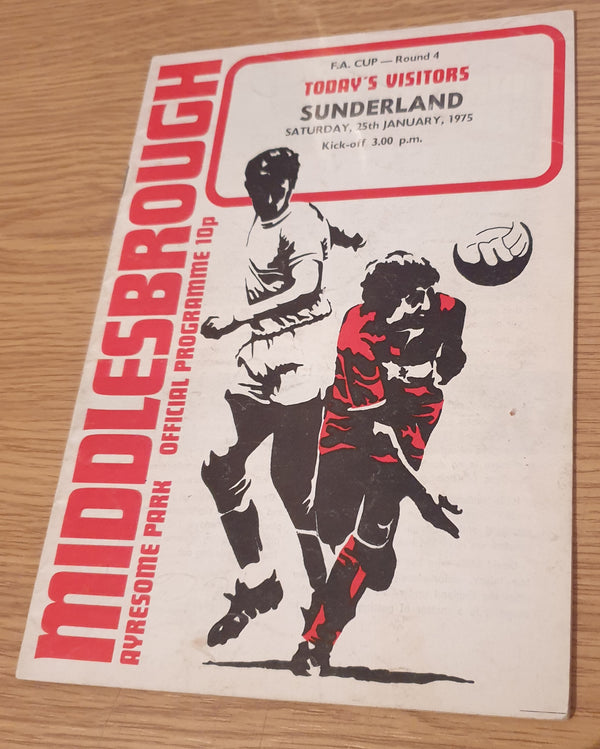 F.A. CUP — Round 4
TODAY'S VISITORS
SUNDERLAND
SATURDAY, 25th JANUARY, 1975
Kick-off 3.00 p.m.
MIDDLESBROUGH
AYRESOME PARK OFFICIAL PROGRAMME 10p